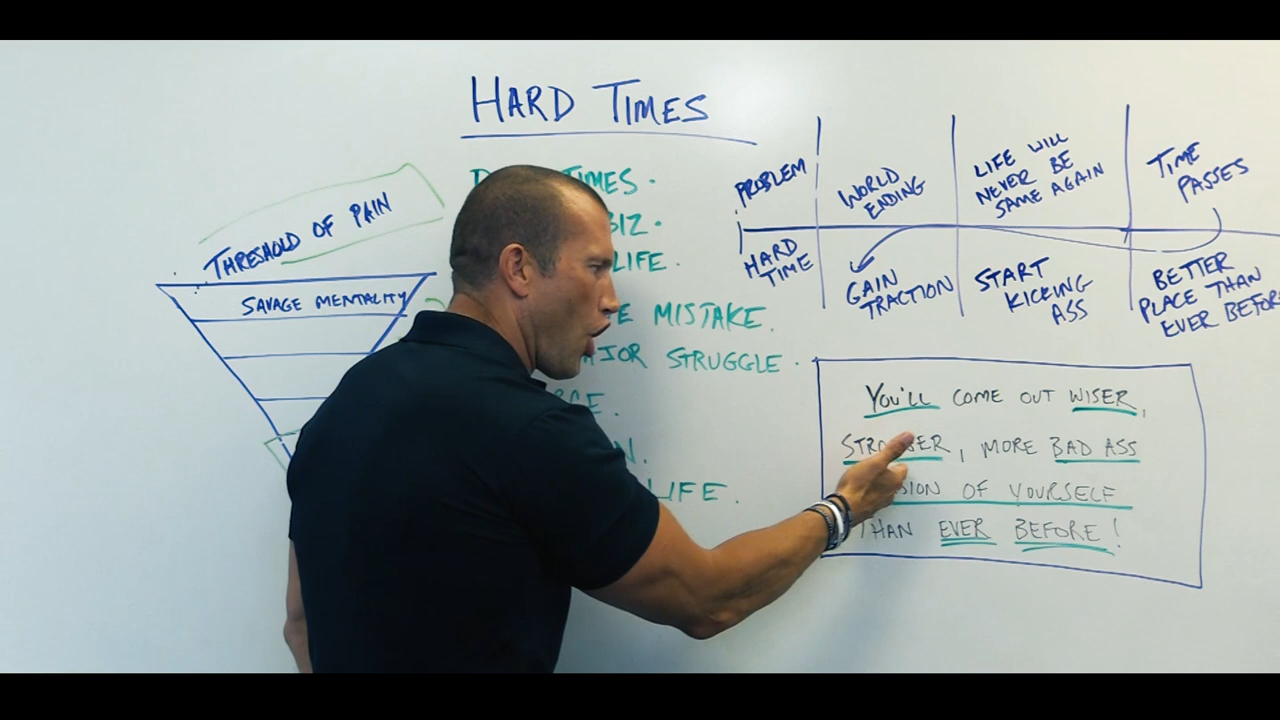 HARD TIMES
TIMES.
BIZ.
LIFE.
MISTAKE.
STRUGGLE.
LIFE.
THRESHOLD OF PAIN
SAVAGE MENTALITY
PROBLEM
HARD
TIME
WORLD
ENDING
GAIN
TRACTION
LIFE WILL
NEVER BE
SAME AGAIN
START
KICKING
ASS
TIME
PASSES
BETTER
PLACE THAN
EVER BEFORE
YOU'LL COME OUT WISER,
STRONGER, MORE BAD ASS
OF YOURSELF
THAN EVER BEFORE!